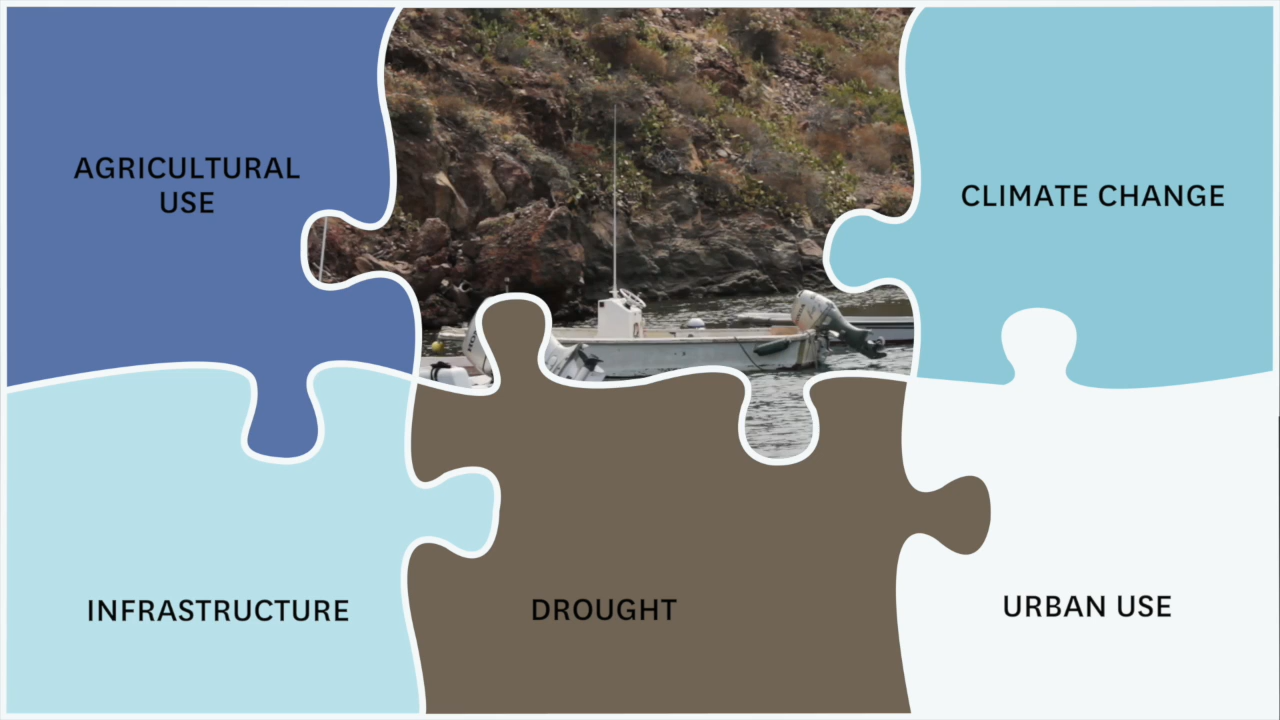 AGRICULTURAL
USE
CLIMATE CHANGE
INFRASTRUCTURE
DROUGHT
URBAN USE